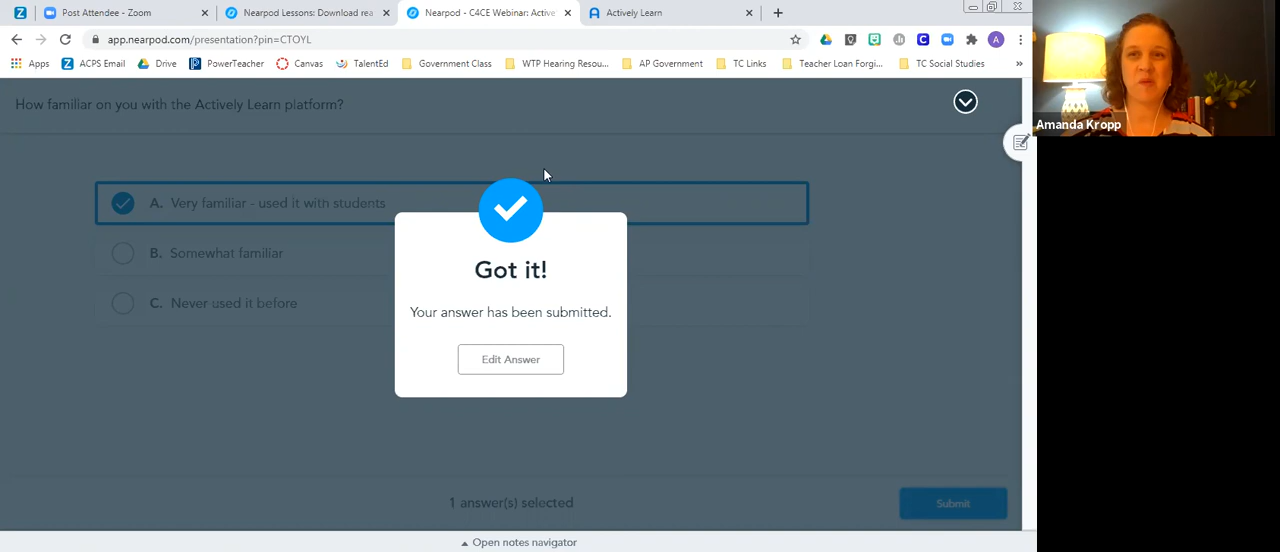 Post Attendee - Zoom
Nearpod Lessons: Download rea
Nearpod - C4CE Webinar: Active
Actively Learn
app.nearpod.com/presentation?pin=CTOYL
Apps
ACPS Email
Drive
PowerTeacher
Canvas
TalentEd
Government Class
WTP Hearing Resou...
AP Government
TC Links
Teacher Loan Forgi...
TC Social Studies
»
How familiar on you with the Actively Learn platform?
Amanda Kropp
A. Very familiar - used it with students
B. Somewhat familiar
C. Never used it before
Got it!
Your answer has been submitted.
Edit Answer
1 answer(s) selected
Submit
Open notes navigator